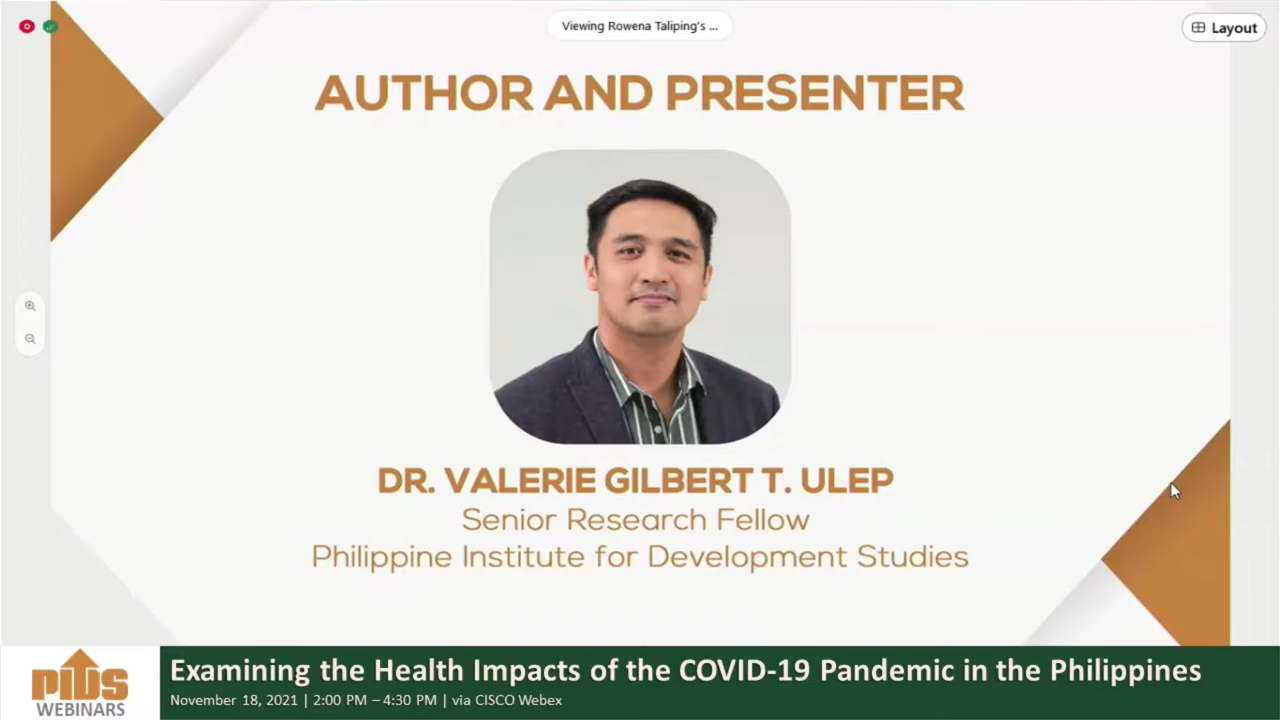 Viewing Rowena Taliping's ...
Layout
AUTHOR AND PRESENTER
DR. VALERIE GILBERT T. ULEP
Senior Research Fellow
Philippine Institute for Development Studies
PIDS
WEBINARS
Examining the Health Impacts of the COVID-19 Pandemic in the Philippines
November 18, 2021 | 2:00 PM – 4:30 PM | via CISCO Webex